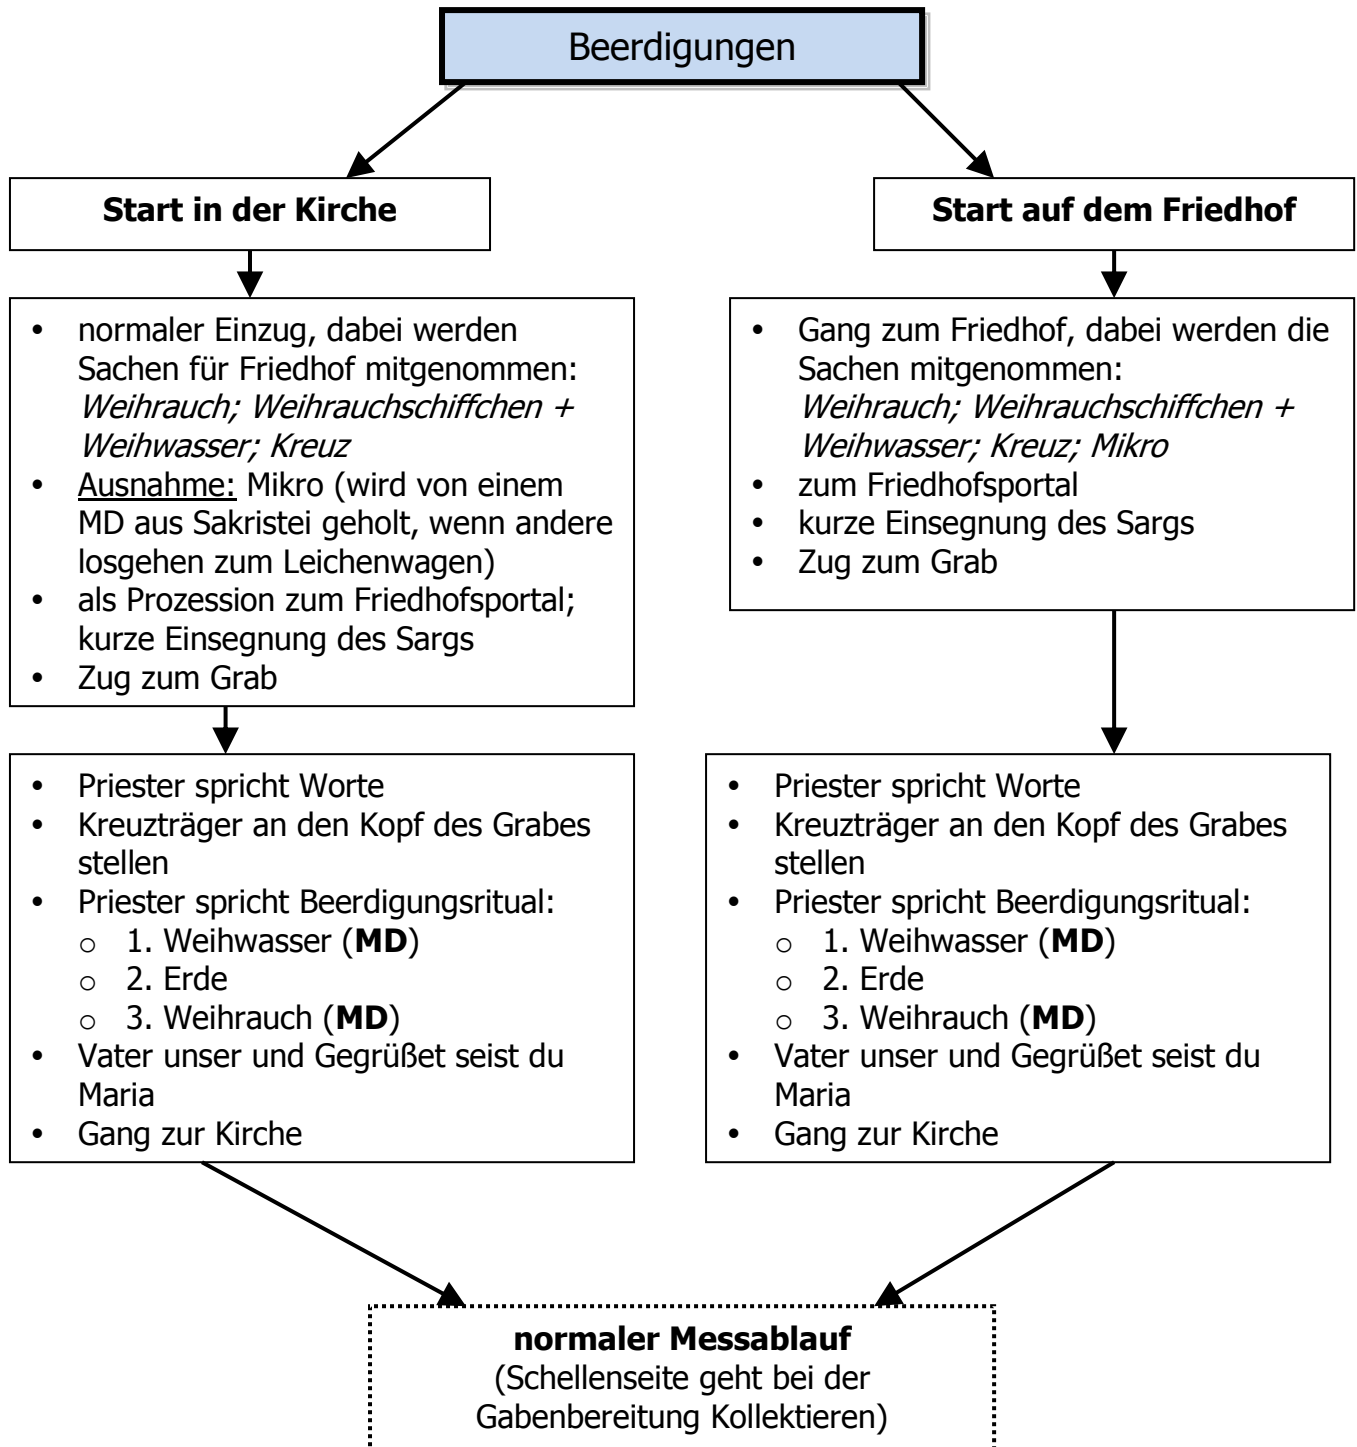 Beerdigungen
Start in der Kirche
• normaler Einzug, dabei werden
Sachen für Friedhof mitgenommen:
Weihrauch; Weihrauchschiffchen +
Weihwasser; Kreuz
• Ausnahme: Mikro (wird von einem
MD aus Sakristei geholt, wenn andere
losgehen zum Leichenwagen)
• als Prozession zum Friedhofsportal;
kurze Einsegnung des Sargs
• Zug zum Grab
• Priester spricht Worte
• Kreuzträger an den Kopf des Grabes
stellen
• Priester spricht Beerdigungsritual:
o 1. Weihwasser (MD)
o 2. Erde
o 3. Weihrauch (MD)
• Vater unser und Gegrüßet seist du
Maria
• Gang zur Kirche
Start auf dem Friedhof
• Gang zum Friedhof, dabei werden die
Sachen mitgenommen:
Weihrauch; Weihrauchschiffchen +
Weihwasser; Kreuz; Mikro
• zum Friedhofsportal
• kurze Einsegnung des Sargs
• Zug zum Grab
• Priester spricht Worte
• Kreuzträger an den Kopf des Grabes
stellen
• Priester spricht Beerdigungsritual:
o 1. Weihwasser (MD)
o 2. Erde
o 3. Weihrauch (MD)
• Vater unser und Gegrüßet seist du
Maria
• Gang zur Kirche
normaler Messablauf
(Schellenseite geht bei der
Gabenbereitung Kollektieren)